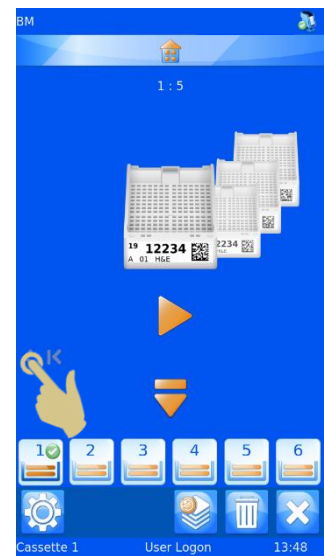 BM
1 : 5
19 12234
A 01 H&E
2234
H&E
1 2 3 4 5 6
Cassette 1 User Logon 13:48